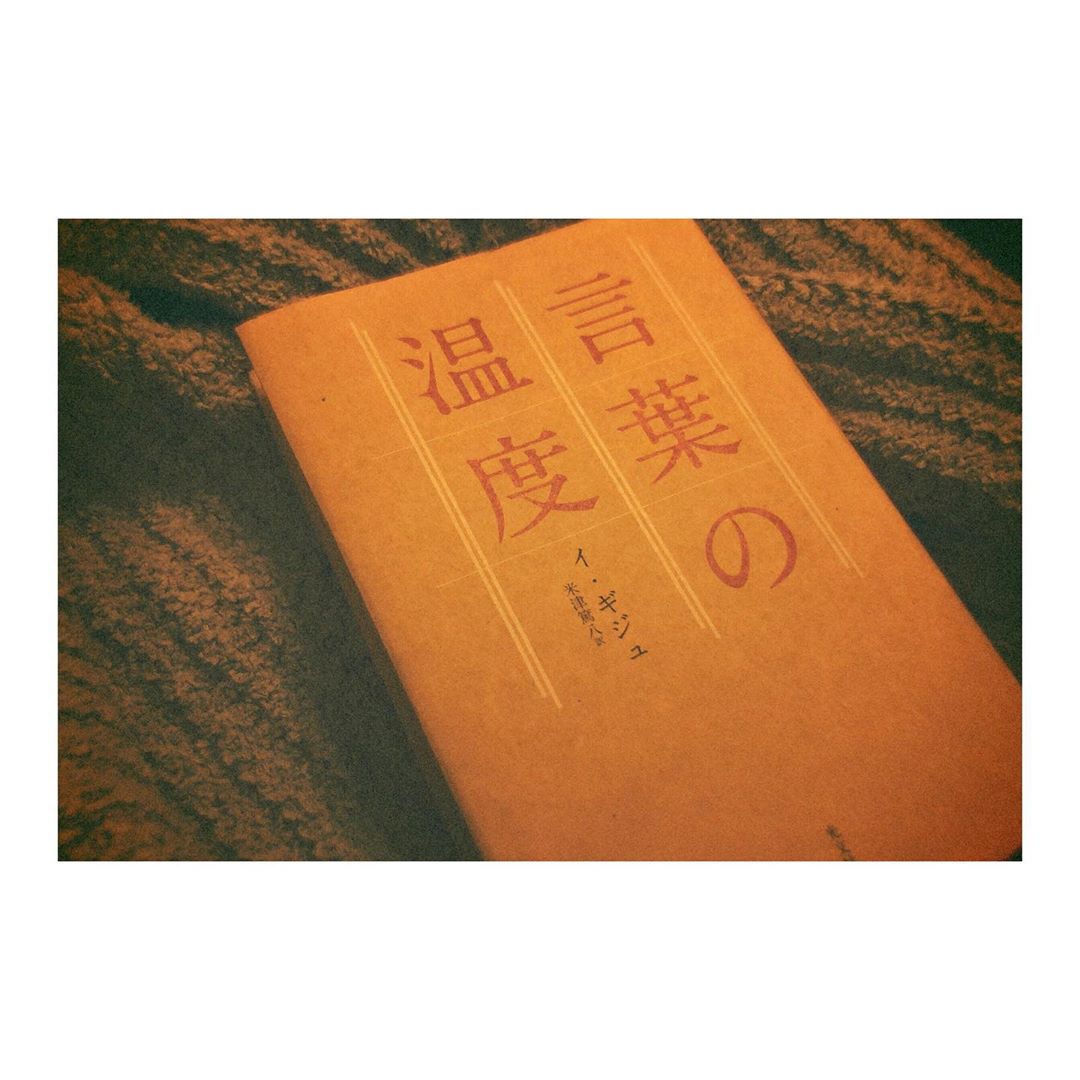 言葉の
温度
イ・ギジュ
米津篤八 訳